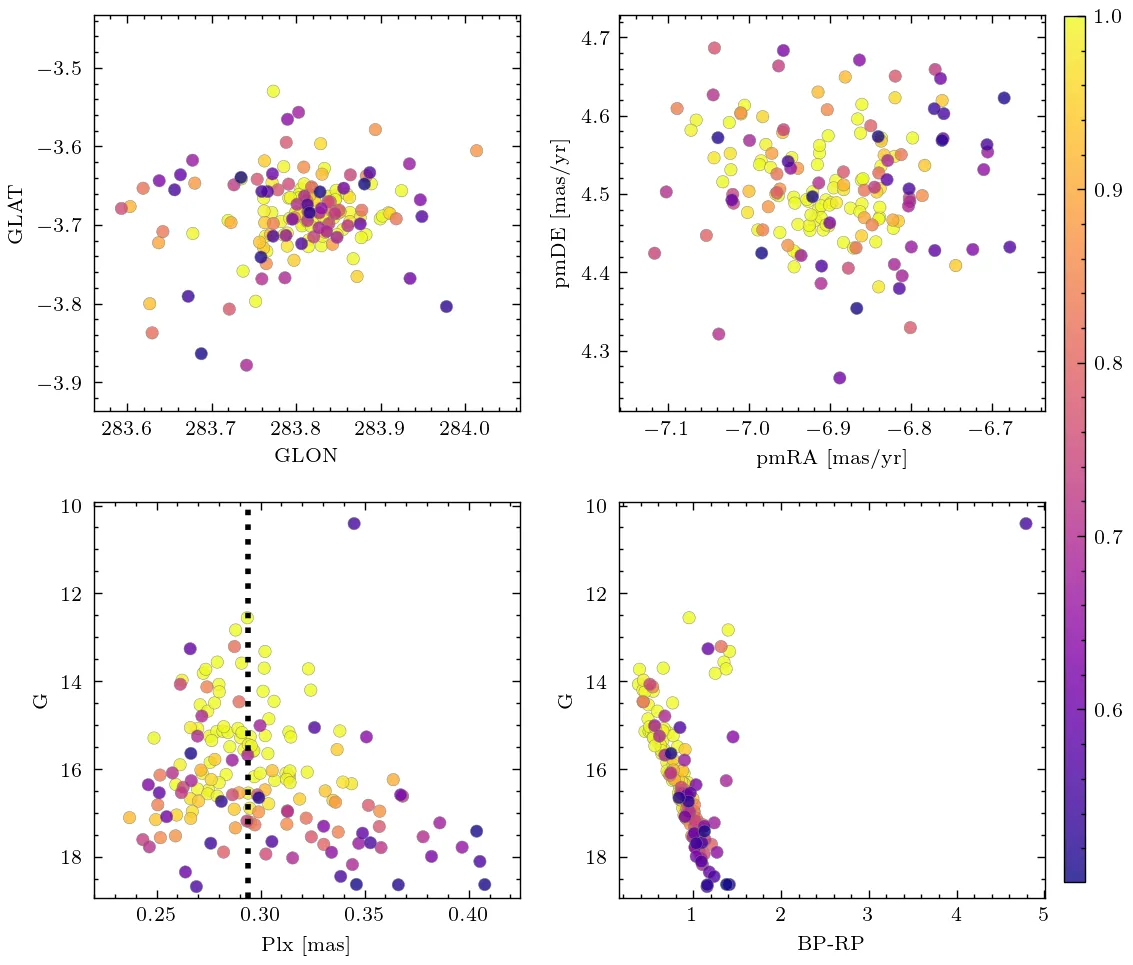 −3.5
−3.6
−3.7
−3.8
−3.9
GLAT
283.6 283.7 283.8 283.9 284.0
GLON
4.7
4.6
4.5
4.4
4.3
pmDE [mas/yr]
−7.1 −7.0 −6.9 −6.8 −6.7
pmRA [mas/yr]
10
12
14
16
18
G
0.25 0.30 0.35 0.40
Plx [mas]
10
12
14
16
18
G
1 2 3 4 5
BP-RP
1.0
0.9
0.8
0.7
0.6